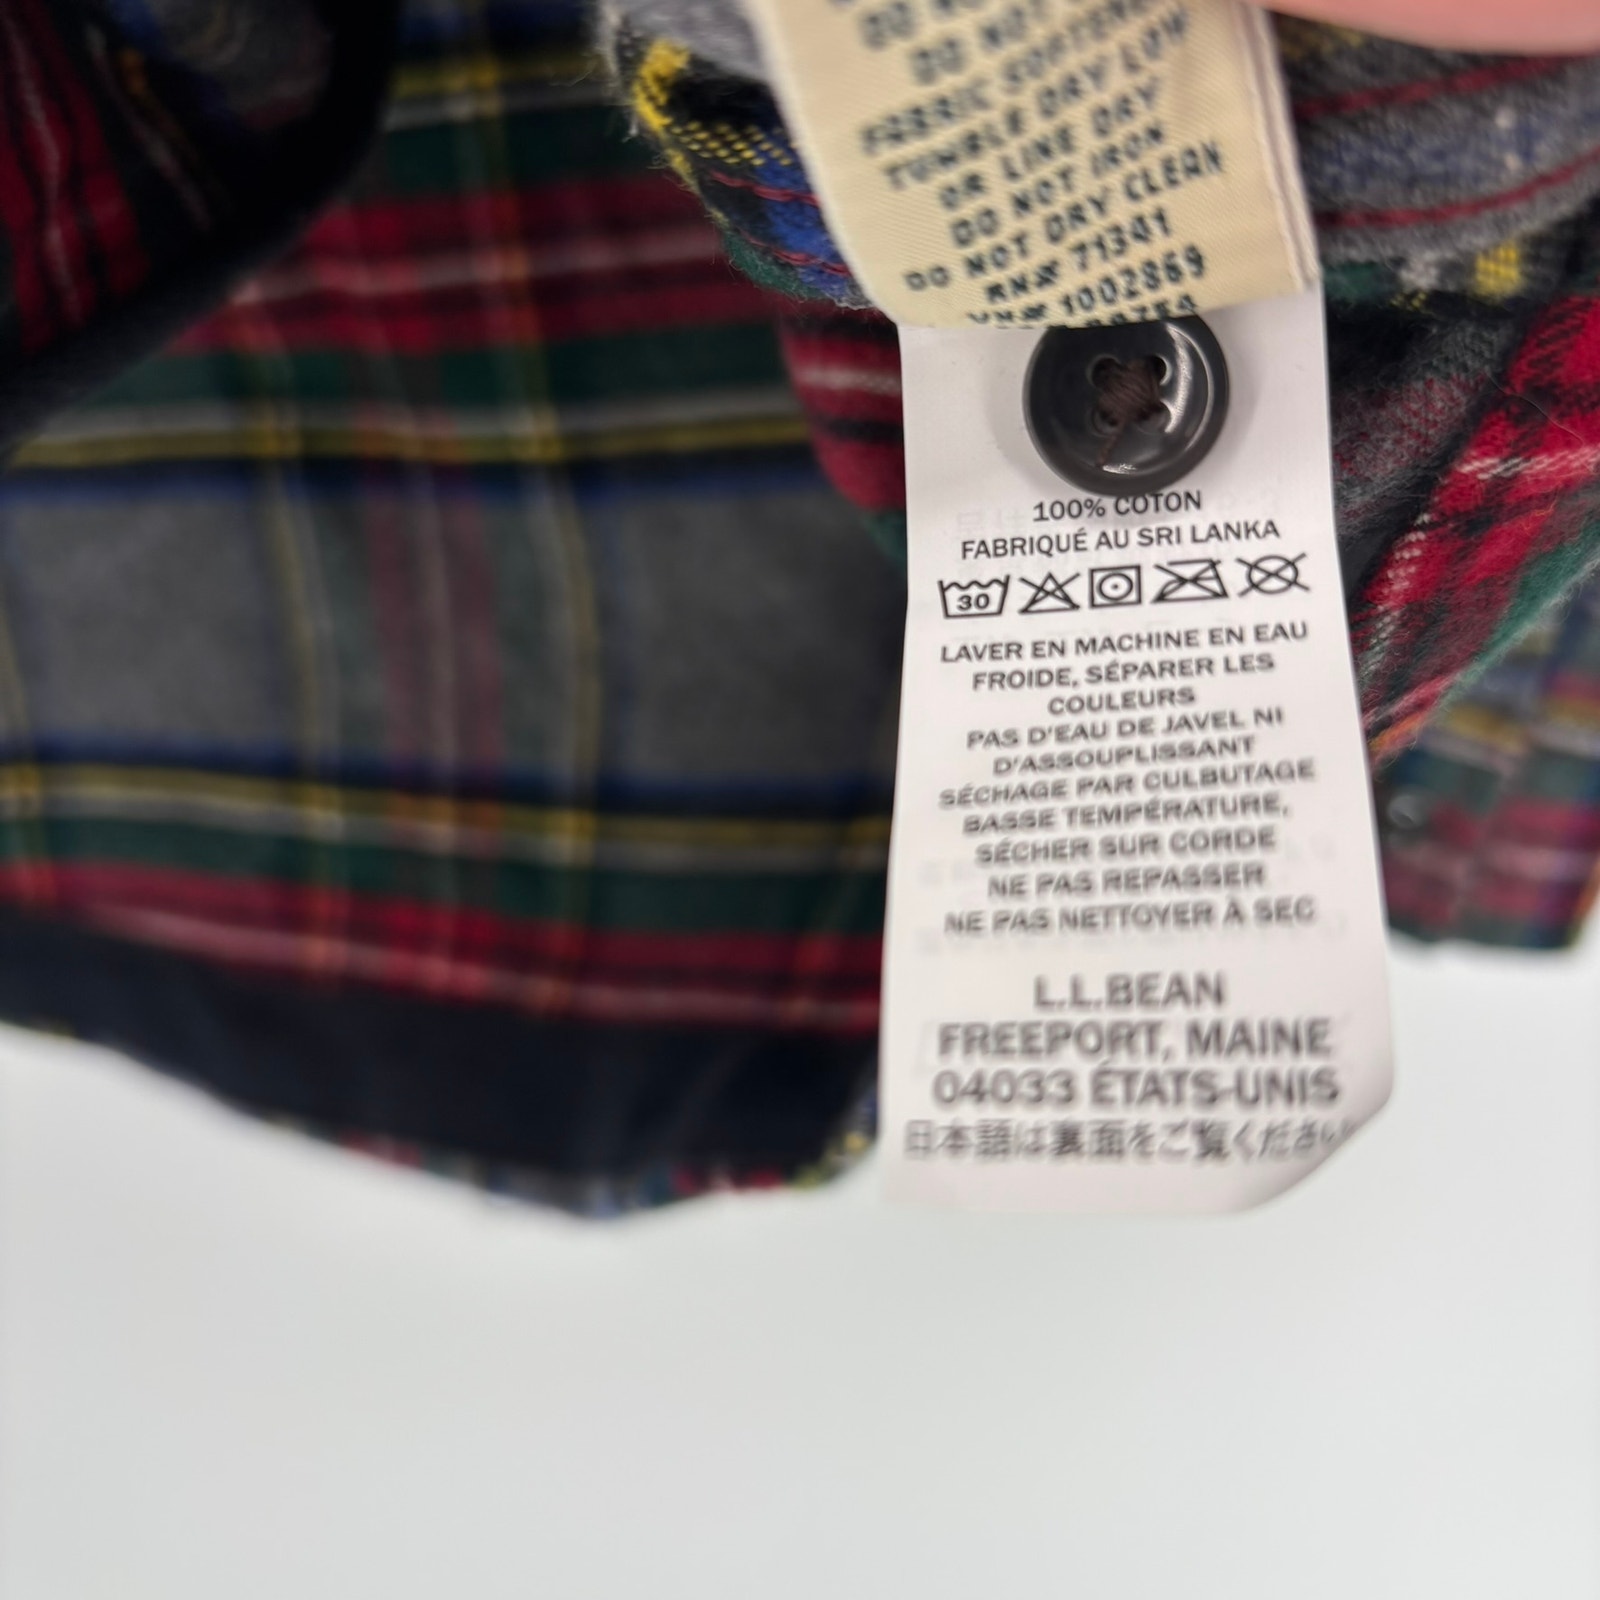 DO NOT
FABRIC SOFTENER
TUMBLE DRY LOW
OR LINE DRY
DO NOT IRON
DO NOT DRY CLEAN
RN# 71341
VN# 1002869
100% COTON
FABRIQUÉ AU SRI LANKA
30
LAVER EN MACHINE EN EAU
FROIDE, SÉPARER LES
COULEURS
PAS D'EAU DE JAVEL NI
D'ASSOUPLISSANT
SÉCHAGE PAR CULBUTAGE
BASSE TEMPÉRATURE,
SÉCHER SUR CORDE
NE PAS REPASSER
NE PAS NETTOYER À SEC
L.L.BEAN
FREEPORT, MAINE
04033 ÉTATS-UNIS
日本語は裏面をご覧ください